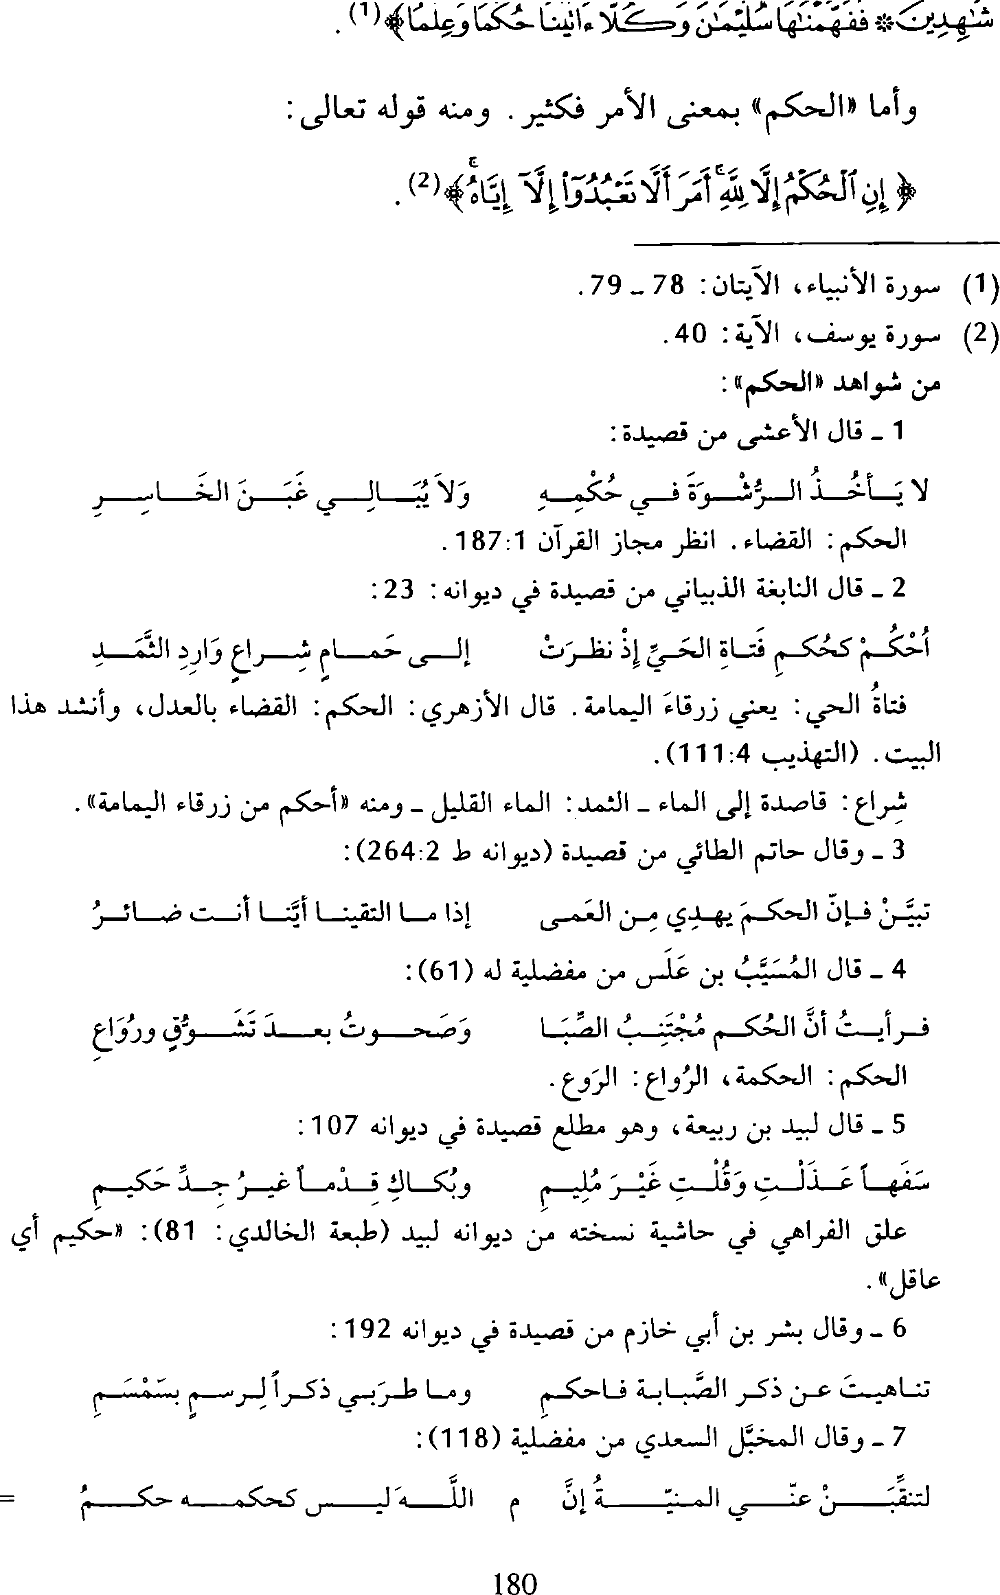 شَٰهِدِينَ * فَفَهَّمْنَٰهَا سُلَيْمَٰنَ وَكُلًّا ءَاتَيْنَا حُكْمًا وَعِلْمًا﴾(1).
وأما «الحكم» بمعنى الأمر فكثير. ومنه قوله تعالى:
﴿إِنِ ٱلْحُكْمُ إِلَّا لِلَّهِ ۚ أَمَرَ أَلَّا تَعْبُدُوٓا۟ إِلَّآ إِيَّاهُ ۚ﴾(2).
(1) سورة الأنبياء، الآيتان: 78 ـ 79.
(2) سورة يوسف، الآية: 40.
من شواهد «الحكم»:
1 ـ قال الأعشى من قصيدة:
لا يَـأخُـذُ الـرُّشْـوَةَ فـي حُكْمِـهِ وَلاَ يُبَـالِـي غَبَـنَ الخَـاسِـرِ
الحكم: القضاء. انظر مجاز القرآن 187:1.
2 ـ قال النابغة الذبياني من قصيدة في ديوانه: 23:
أُحْكُـمْ كحُكمِ فَتـاةِ الحَيِّ إذْ نظـرَتْ إلـى حَمـامٍ شِـراعٍ وَارِدِ الثَّمَـدِ
فتاةُ الحي: يعني زرقاءَ اليمامة. قال الأزهري: الحكم: القضاء بالعدل، وأنشد هذا
البيت. (التهذيب 111:4).
شِراع: قاصدة إلى الماء ـ الثمد: الماء القليل ـ ومنه «أحكم من زرقاء اليمامة».
3 ـ وقال حاتم الطائي من قصيدة (ديوانه ط 264:2):
تبيَّـنْ فـإنّ الحكـمَ يهـدِي مِـن العَمـى إذا مـا التقينـا أيَّنـا أنـت ضـائـرُ
4 ـ قال المُسَيَّبُ بن عَلَس من مفضلية له (61):
فـرأيـتُ أنَّ الحُكـم مُجْتَنِـبُ الصِّبَـا وَصَحـوتُ بعـدَ تَشَـوُّقٍ ورُوَاعِ
الحكم: الحكمة، الرُواع: الرَوع.
5 ـ قال لبيد بن ربيعة، وهو مطلع قصيدة في ديوانه 107:
سَفَهـاً عَـذَلْـتِ وَقُلْـتِ غَيْـرَ مُلِيـمِ وبُكـاكِ قِـدْمـاً غيـرُ جِـدِّ حَكيـمِ
علق الفراهي في حاشية نسخته من ديوانه لبيد (طبعة الخالدي: 81): «حكيم أي
عاقل».
6 ـ وقال بشر بن أبي خازم من قصيدة في ديوانه 192:
تنـاهيـتَ عـن ذكـر الصَّبـابـة فـاحكـمِ ومـا طـرَبـي ذكـراً لِـرسـمٍ بسَمْسَـمِ
7 ـ وقال المخبَّل السعدي من مفضلية (118):
لتنقِّبَـنْ عنّـي المنيّـةُ إنَّ م اللَّـهَ ليـس كحكمـه حكـمُ =
180